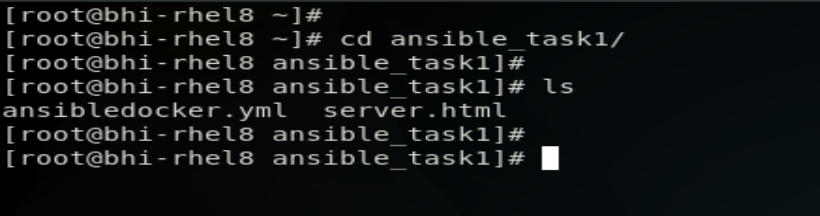 [root@bhi-rhel8 ~]#
[root@bhi-rhel8 ~]# cd ansible_task1/
[root@bhi-rhel8 ansible_task1]#
[root@bhi-rhel8 ansible_task1]# ls
ansibledocker.yml  server.html
[root@bhi-rhel8 ansible_task1]#
[root@bhi-rhel8 ansible_task1]#